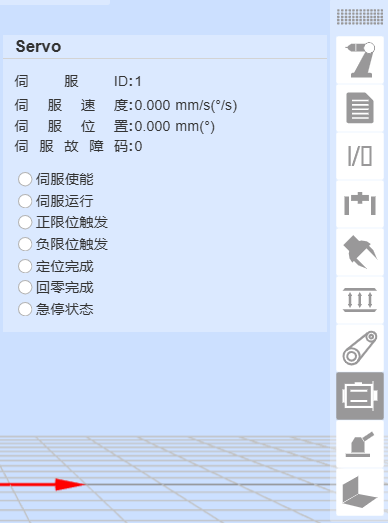 Servo
伺服ID:1
伺服速度:0.000 mm/s(°/s)
伺服位置:0.000 mm(°)
伺服故障码:0
伺服使能
伺服运行
正限位触发
负限位触发
定位完成
回零完成
急停状态
I/O